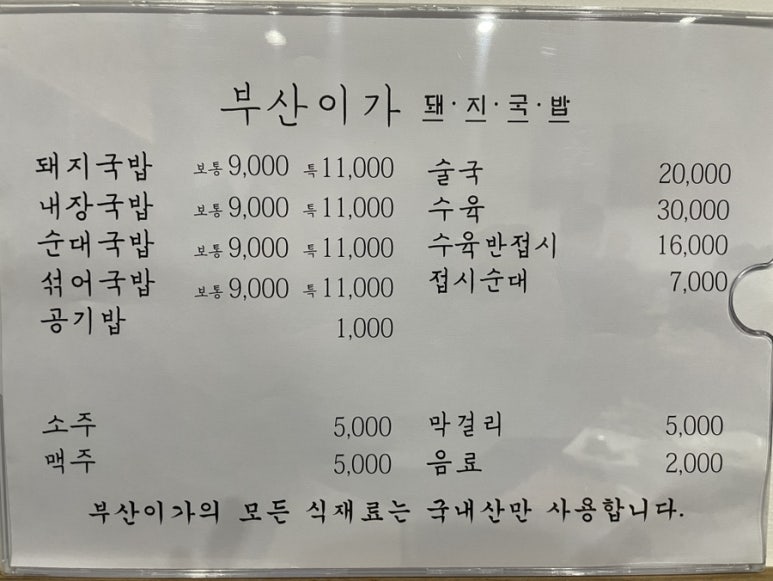 부산이가 돼·지·국·밥
돼지국밥 보통 9,000 특 11,000 술국 20,000
내장국밥 보통 9,000 특 11,000 수육 30,000
순대국밥 보통 9,000 특 11,000 수육반접시 16,000
섞어국밥 보통 9,000 특 11,000 접시순대 7,000
공기밥 1,000
소주 5,000 막걸리 5,000
맥주 5,000 음료 2,000
부산이가의 모든 식재료는 국내산만 사용합니다.